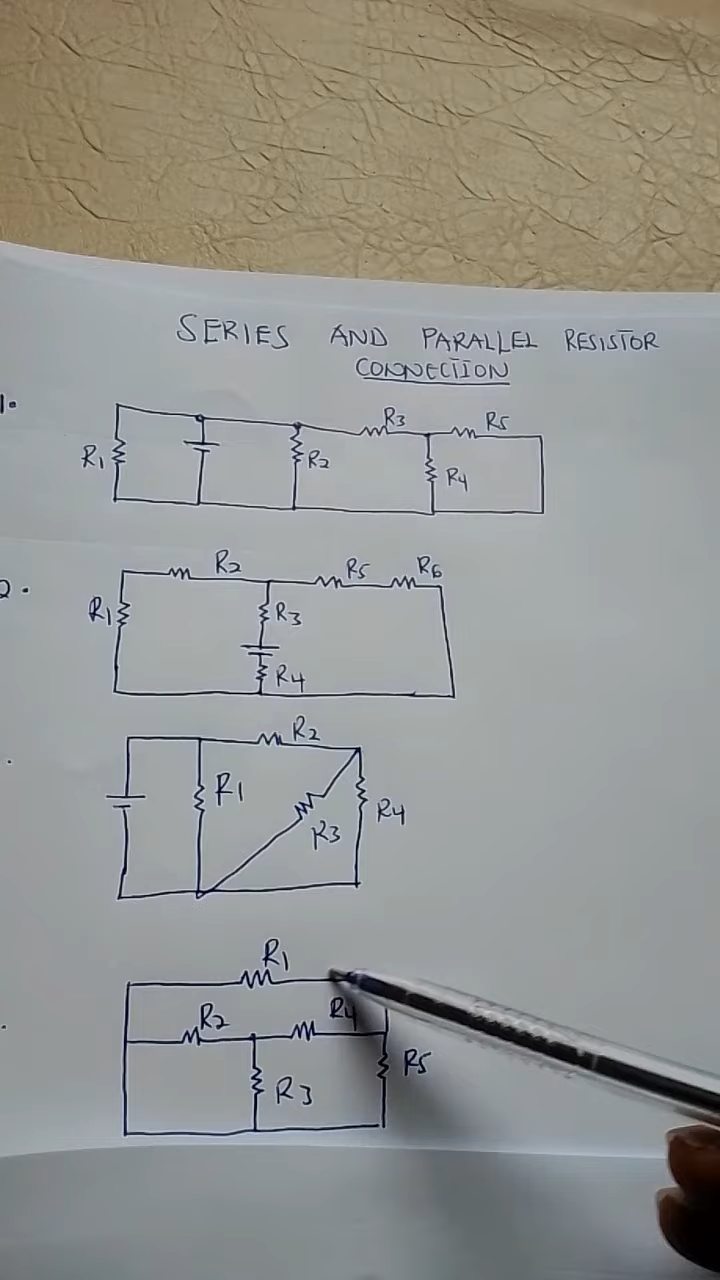 SERIES AND PARALLEL RESISTOR
CONNECTION
1.
R3 R5
R1 R2 R4
2.
R2 R5 R6
R1 R3
R4
R2
R1 R3 R4
R1
R2 R4
R3 R5